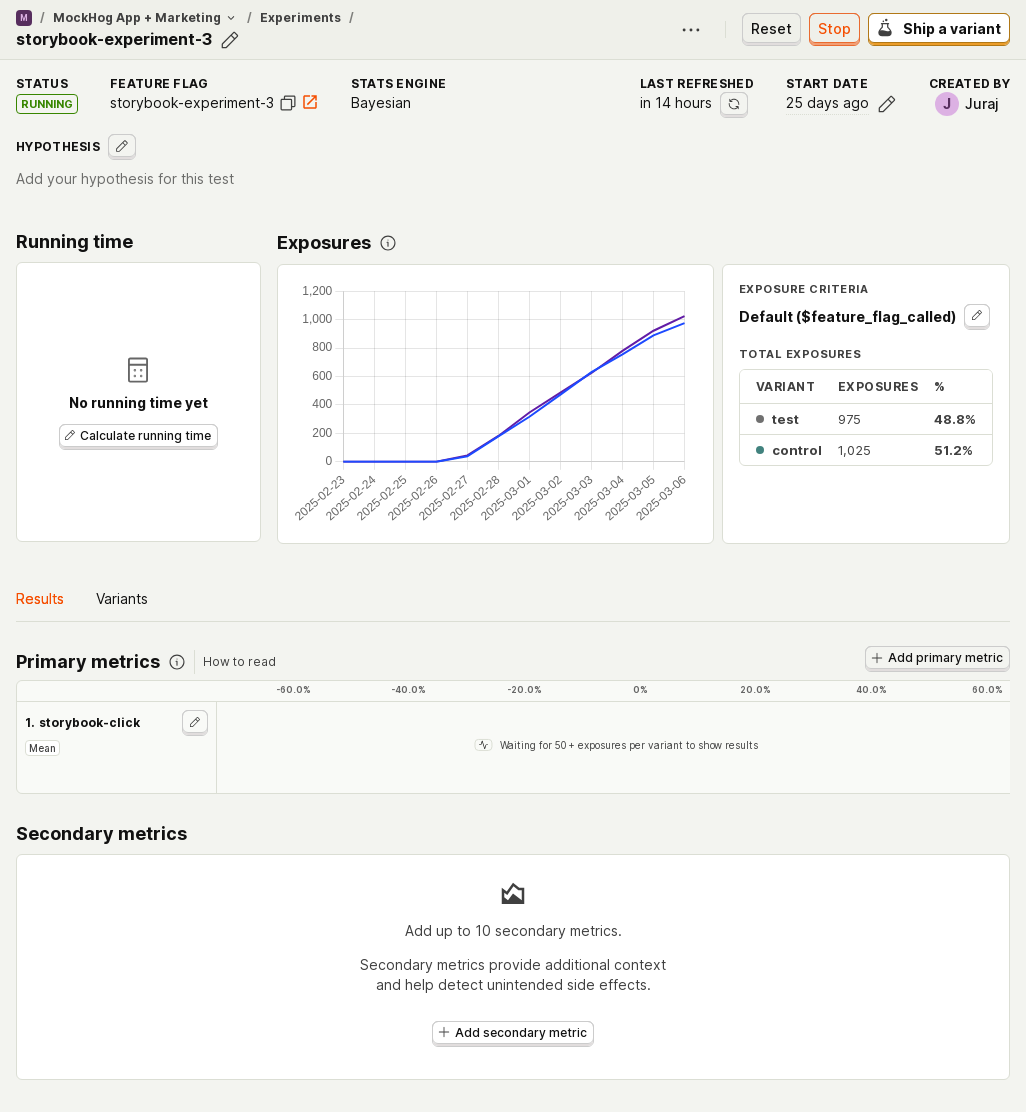 M / MockHog App + Marketing / Experiments /
storybook-experiment-3
Reset
Stop
Ship a variant
STATUS
RUNNING
FEATURE FLAG
storybook-experiment-3
STATS ENGINE
Bayesian
LAST REFRESHED
in 14 hours
START DATE
25 days ago
CREATED BY
J Juraj
HYPOTHESIS
Add your hypothesis for this test
Running time
No running time yet
Calculate running time
Exposures
1,200
1,000
800
600
400
200
0
2025-02-23
2025-02-24
2025-02-25
2025-02-26
2025-02-27
2025-02-28
2025-03-01
2025-03-02
2025-03-03
2025-03-04
2025-03-05
2025-03-06
EXPOSURE CRITERIA
Default ($feature_flag_called)
TOTAL EXPOSURES
VARIANT EXPOSURES %
test 975 48.8%
control 1,025 51.2%
Results Variants
Primary metrics
How to read
Add primary metric
-60.0% -40.0% -20.0% 0% 20.0% 40.0% 60.0%
1. storybook-click
Mean
Waiting for 50+ exposures per variant to show results
Secondary metrics
Add up to 10 secondary metrics.
Secondary metrics provide additional context
and help detect unintended side effects.
Add secondary metric